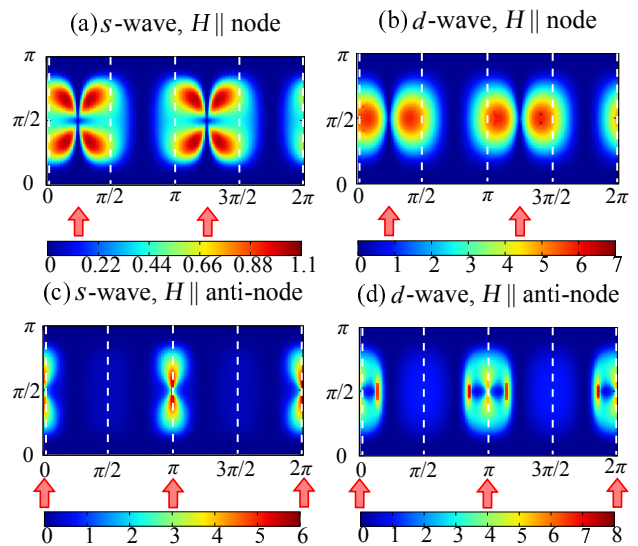 (a) s-wave, H || node
(b) d-wave, H || node
π
π/2
0
0 π/2 π 3π/2 2π
π
π/2
0
0 π/2 π 3π/2 2π
0 0.22 0.44 0.66 0.88 1.1
0 1 2 3 4 5 6 7
(c) s-wave, H || anti-node
(d) d-wave, H || anti-node
π
π/2
0
0 π/2 π 3π/2 2π
π
π/2
0
0 π/2 π 3π/2 2π
0 1 2 3 4 5 6
0 1 2 3 4 5 6 7 8